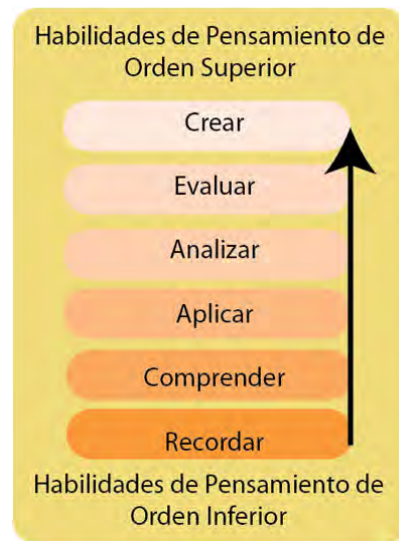 Habilidades de Pensamiento de
Orden Superior
Crear
Evaluar
Analizar
Aplicar
Comprender
Recordar
Habilidades de Pensamiento de
Orden Inferior